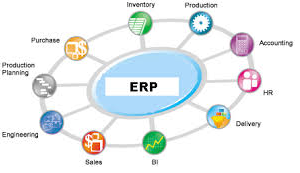 Inventory
Production
Purchase
Accounting
Production
Planning
ERP
HR
Engineering
Delivery
Sales
BI